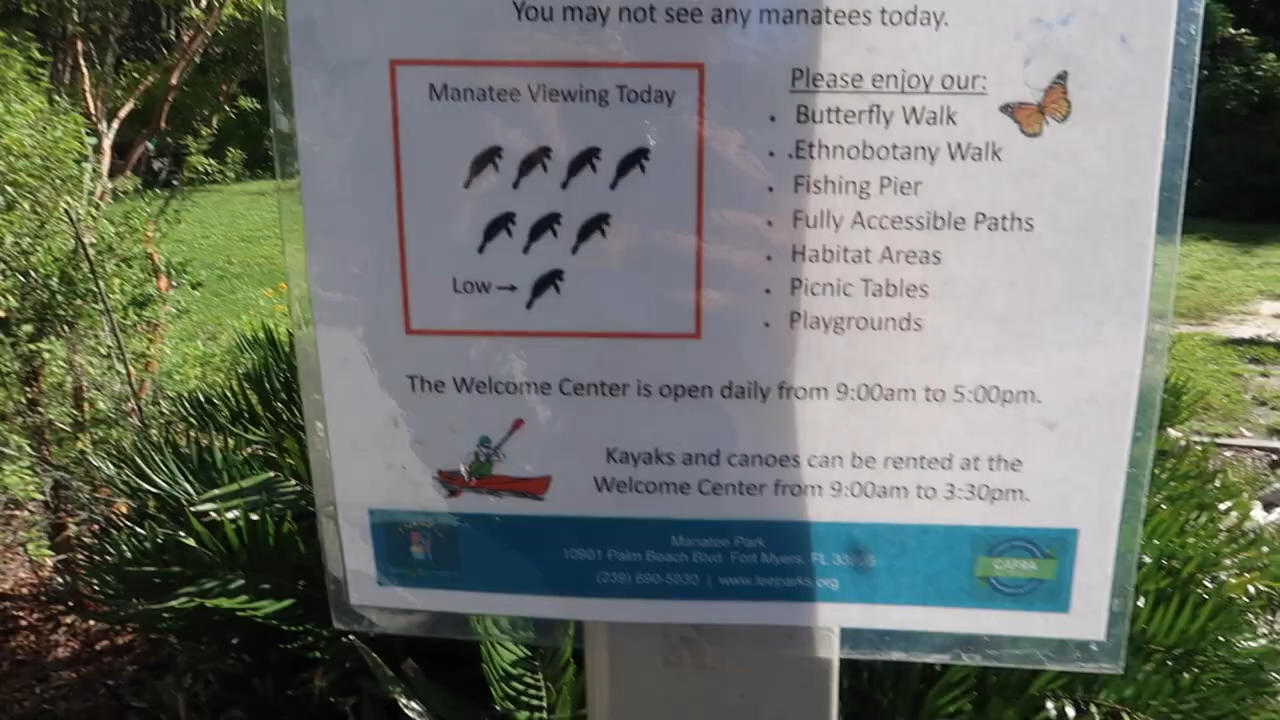 You may not see any manatees today.
Manatee Viewing Today
Low→
Please enjoy our:
• Butterfly Walk
• .Ethnobotany Walk
• Fishing Pier
• Fully Accessible Paths
• Habitat Areas
• Picnic Tables
• Playgrounds
The Welcome Center is open daily from 9:00am to 5:00pm.
Kayaks and canoes can be rented at the
Welcome Center from 9:00am to 3:30pm.
Manatee Park
10901 Palm Beach Blvd Fort Myers, FL
(239) 690-5030 | www.leeparks.org
CAPRA